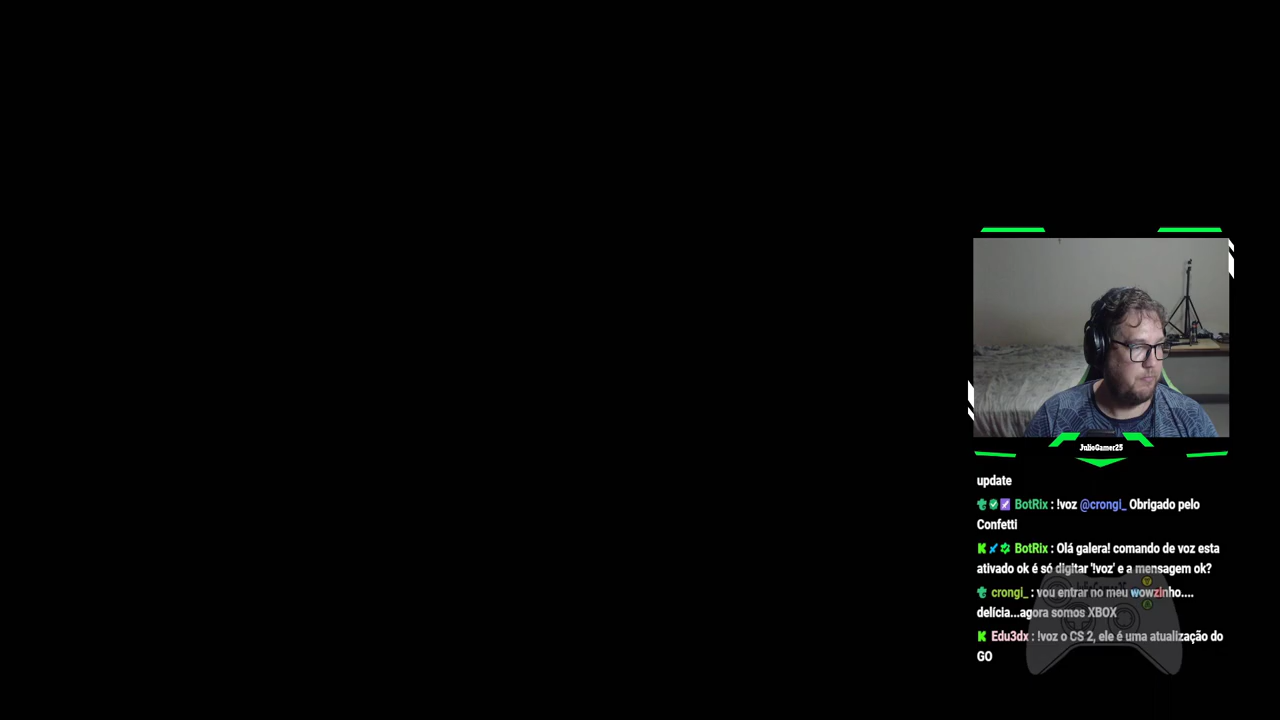 JulioGamer25
update
BotRix : !voz @crongi_ Obrigado pelo
Confetti
BotRix : Olá galera! comando de voz esta
ativado ok é só digitar '!voz' e a mensagem ok?
crongi_ : vou entrar no meu wowzinho....
delícia...agora somos XBOX
Edu3dx : !voz o CS 2, ele é uma atualização do
GO